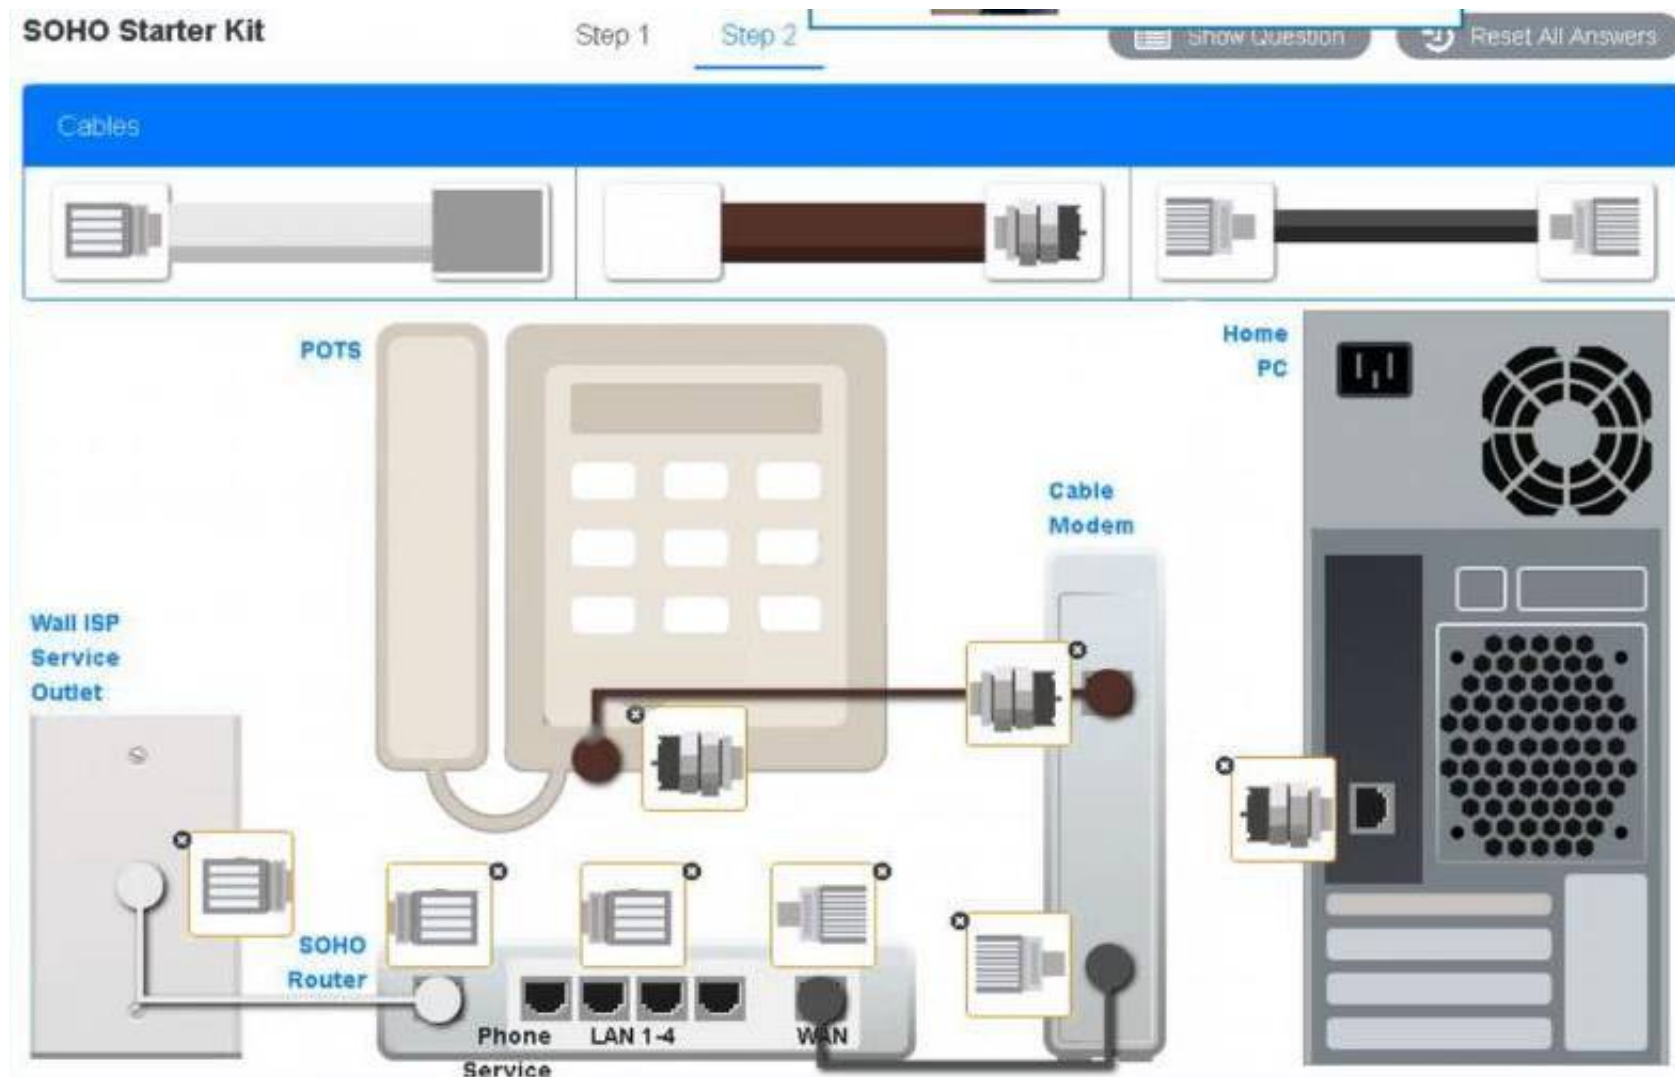 SOHO Starter Kit
Step 1
Step 2
Show Question
Reset All Answers
Cables
POTS
Home
PC
Cable
Modem
Wall ISP
Service
Outlet
SOHO
Router
Phone
Service
LAN 1-4
WAN